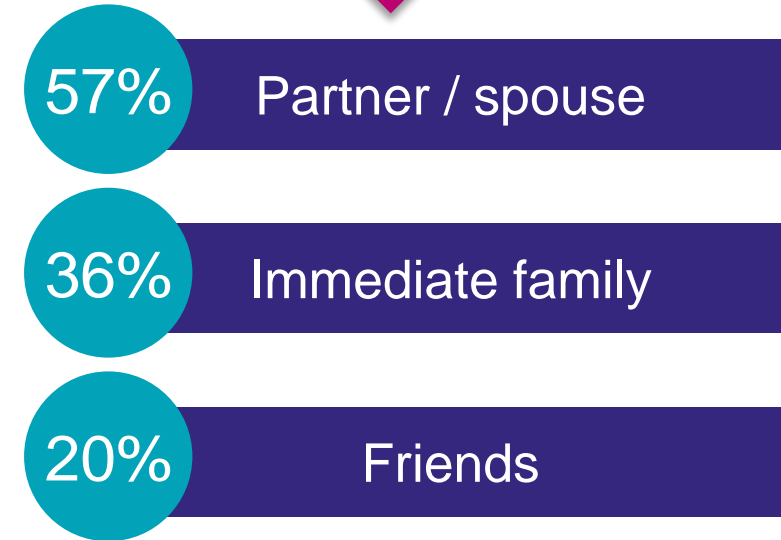 57% Partner / spouse
36% Immediate family
20% Friends